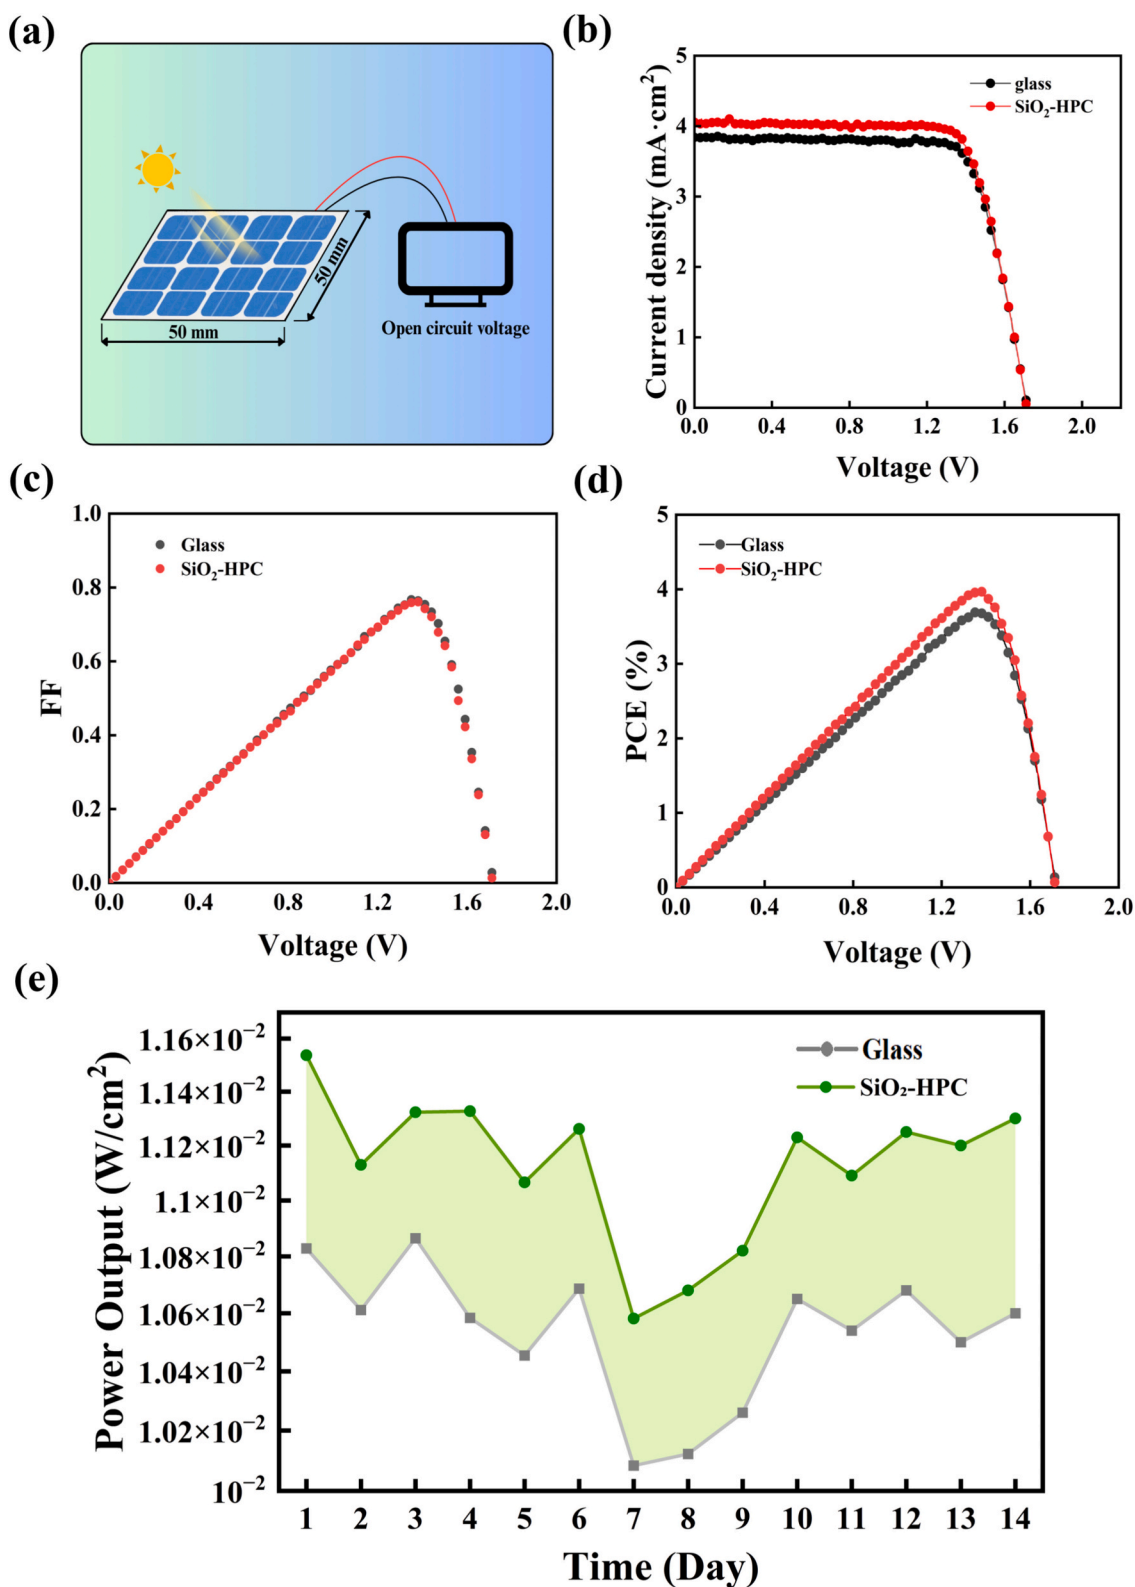 (a)
50 mm
50 mm
Open circuit voltage
(b)
Current density (mA·cm²)
5
4
3
2
1
0
glass
SiO₂-HPC
0.0 0.4 0.8 1.2 1.6 2.0
Voltage (V)
(c)
FF
1.0
0.8
0.6
0.4
0.2
0.0
Glass
SiO₂-HPC
0.0 0.4 0.8 1.2 1.6 2.0
Voltage (V)
(d)
PCE (%)
5
4
3
2
1
0
Glass
SiO₂-HPC
0.0 0.4 0.8 1.2 1.6 2.0
Voltage (V)
(e)
Power Output (W/cm²)
1.16×10⁻²
1.14×10⁻²
1.12×10⁻²
1.1×10⁻²
1.08×10⁻²
1.06×10⁻²
1.04×10⁻²
1.02×10⁻²
10⁻²
Glass
SiO₂-HPC
1 2 3 4 5 6 7 8 9 10 11 12 13 14
Time (Day)